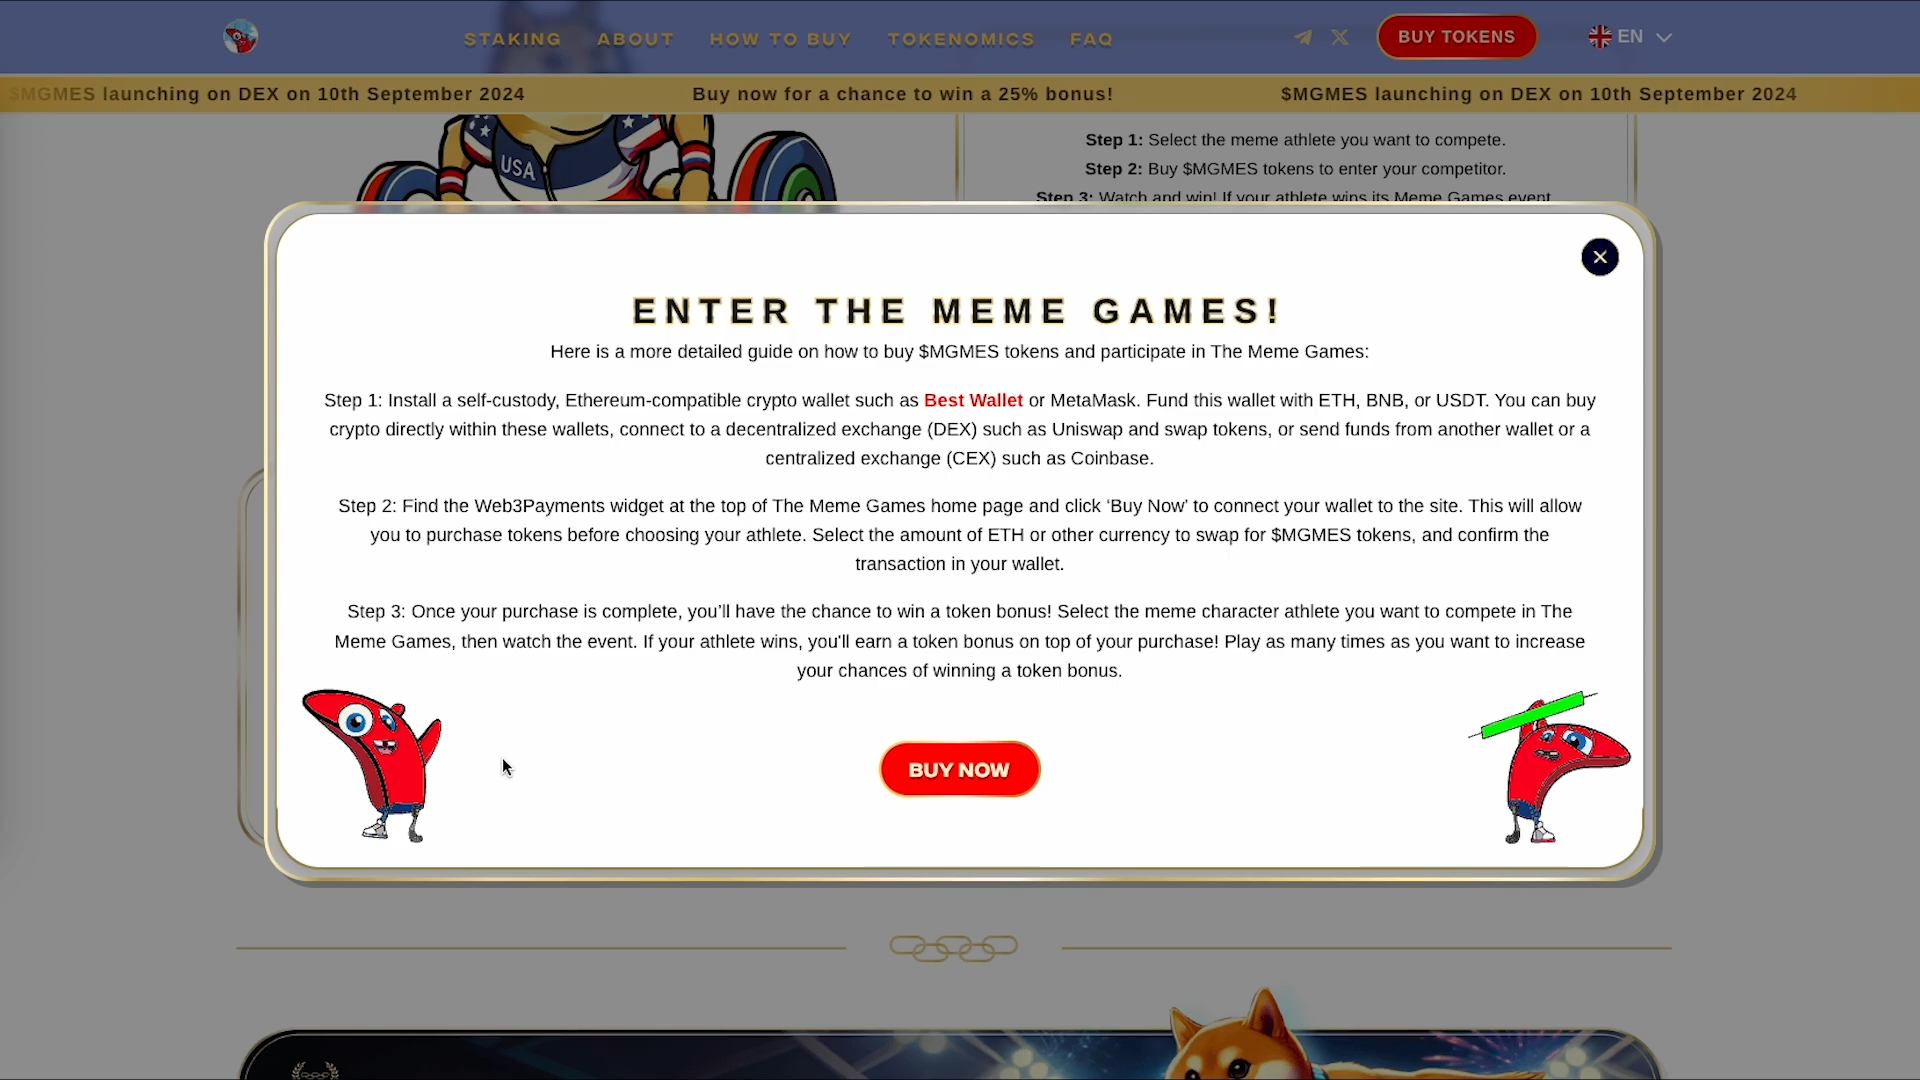 STAKING ABOUT HOW TO BUY TOKENOMICS FAQ BUY TOKENS EN
$MGMES launching on DEX on 10th September 2024 Buy now for a chance to win a 25% bonus! $MGMES launching on DEX on 10th September 2024
USA
Step 1: Select the meme athlete you want to compete.
Step 2: Buy $MGMES tokens to enter your competitor.
Step 3: Watch and win! If your athlete wins its Meme Games event
ENTER THE MEME GAMES!
Here is a more detailed guide on how to buy $MGMES tokens and participate in The Meme Games:
Step 1: Install a self-custody, Ethereum-compatible crypto wallet such as Best Wallet or MetaMask. Fund this wallet with ETH, BNB, or USDT. You can buy
crypto directly within these wallets, connect to a decentralized exchange (DEX) such as Uniswap and swap tokens, or send funds from another wallet or a
centralized exchange (CEX) such as Coinbase.
Step 2: Find the Web3Payments widget at the top of The Meme Games home page and click ‘Buy Now’ to connect your wallet to the site. This will allow
you to purchase tokens before choosing your athlete. Select the amount of ETH or other currency to swap for $MGMES tokens, and confirm the
transaction in your wallet.
Step 3: Once your purchase is complete, you’ll have the chance to win a token bonus! Select the meme character athlete you want to compete in The
Meme Games, then watch the event. If your athlete wins, you'll earn a token bonus on top of your purchase! Play as many times as you want to increase
your chances of winning a token bonus.
BUY NOW